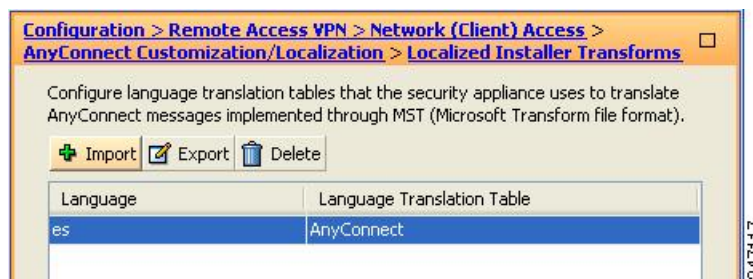 Configuration > Remote Access VPN > Network (Client) Access >
AnyConnect Customization/Localization > Localized Installer Transforms
Configure language translation tables that the security appliance uses to translate
AnyConnect messages implemented through MST (Microsoft Transform file format).
Import Export Delete
Language Language Translation Table
es AnyConnect